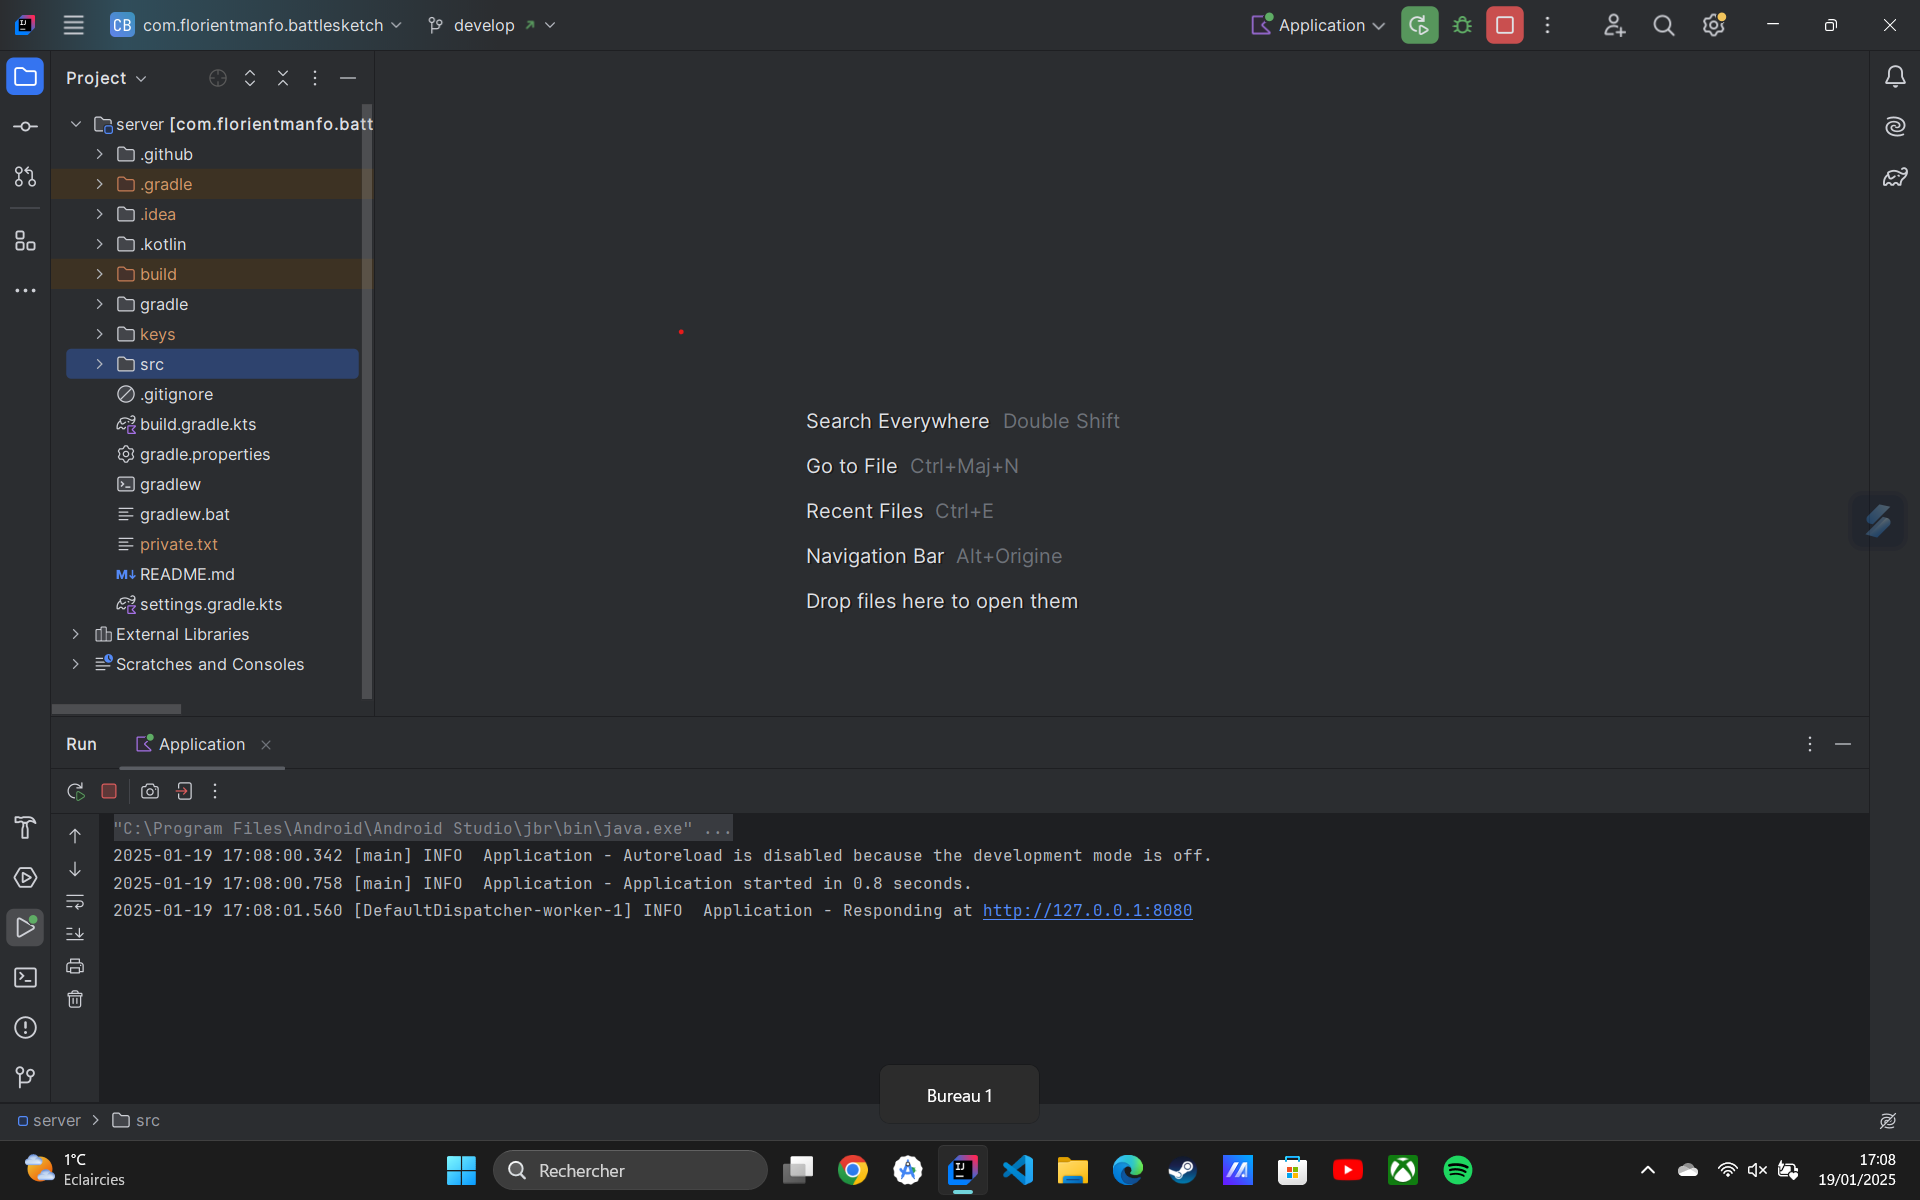 CB com.florientmanfo.battlesketch develop Application
Project
server [com.florientmanfo.batt
.github
.gradle
.idea
.kotlin
build
gradle
keys
src
.gitignore
build.gradle.kts
gradle.properties
gradlew
gradlew.bat
private.txt
README.md
settings.gradle.kts
External Libraries
Scratches and Consoles
Search Everywhere Double Shift
Go to File Ctrl+Maj+N
Recent Files Ctrl+E
Navigation Bar Alt+Origine
Drop files here to open them
Run Application
"C:\Program Files\Android\Android Studio\jbr\bin\java.exe" ...
2025-01-19 17:08:00.342 [main] INFO  Application - Autoreload is disabled because the development mode is off.
2025-01-19 17:08:00.758 [main] INFO  Application - Application started in 0.8 seconds.
2025-01-19 17:08:01.560 [DefaultDispatcher-worker-1] INFO  Application - Responding at http://127.0.0.1:8080
Bureau 1
server src
1°C
Eclaircies
Rechercher
17:08
19/01/2025